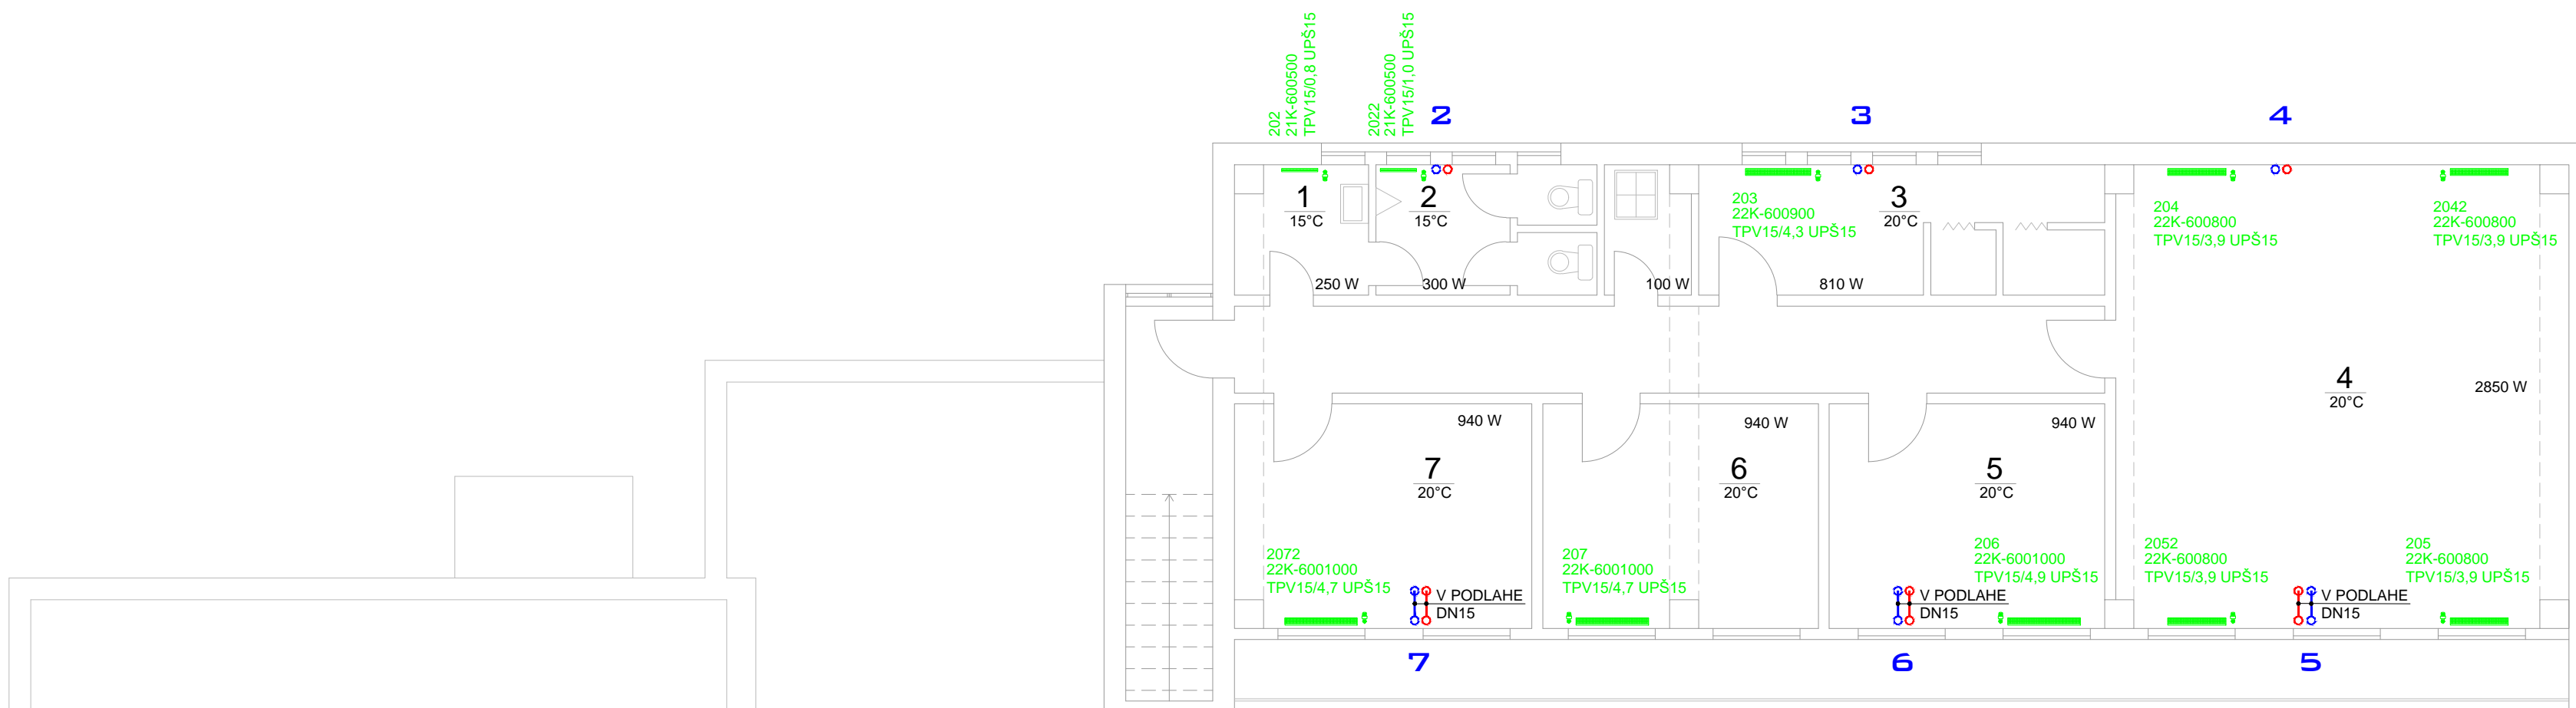 202
21K-600500
TPV15/0,8 UPŠ15
2022
21K-600500
TPV15/1,0 UPŠ15
2
3
4
1
15°C
2
15°C
203
22K-600900
TPV15/4,3 UPŠ15
3
20°C
204
22K-600800
TPV15/3,9 UPŠ15
2042
22K-600800
TPV15/3,9 UPŠ15
250 W
300 W
100 W
810 W
4
20°C
2850 W
940 W
940 W
940 W
7
20°C
6
20°C
5
20°C
2072
22K-6001000
TPV15/4,7 UPŠ15
207
22K-6001000
TPV15/4,7 UPŠ15
206
22K-6001000
TPV15/4,9 UPŠ15
2052
22K-600800
TPV15/3,9 UPŠ15
205
22K-600800
TPV15/3,9 UPŠ15
V PODLAHE
DN15
V PODLAHE
DN15
V PODLAHE
DN15
7
6
5